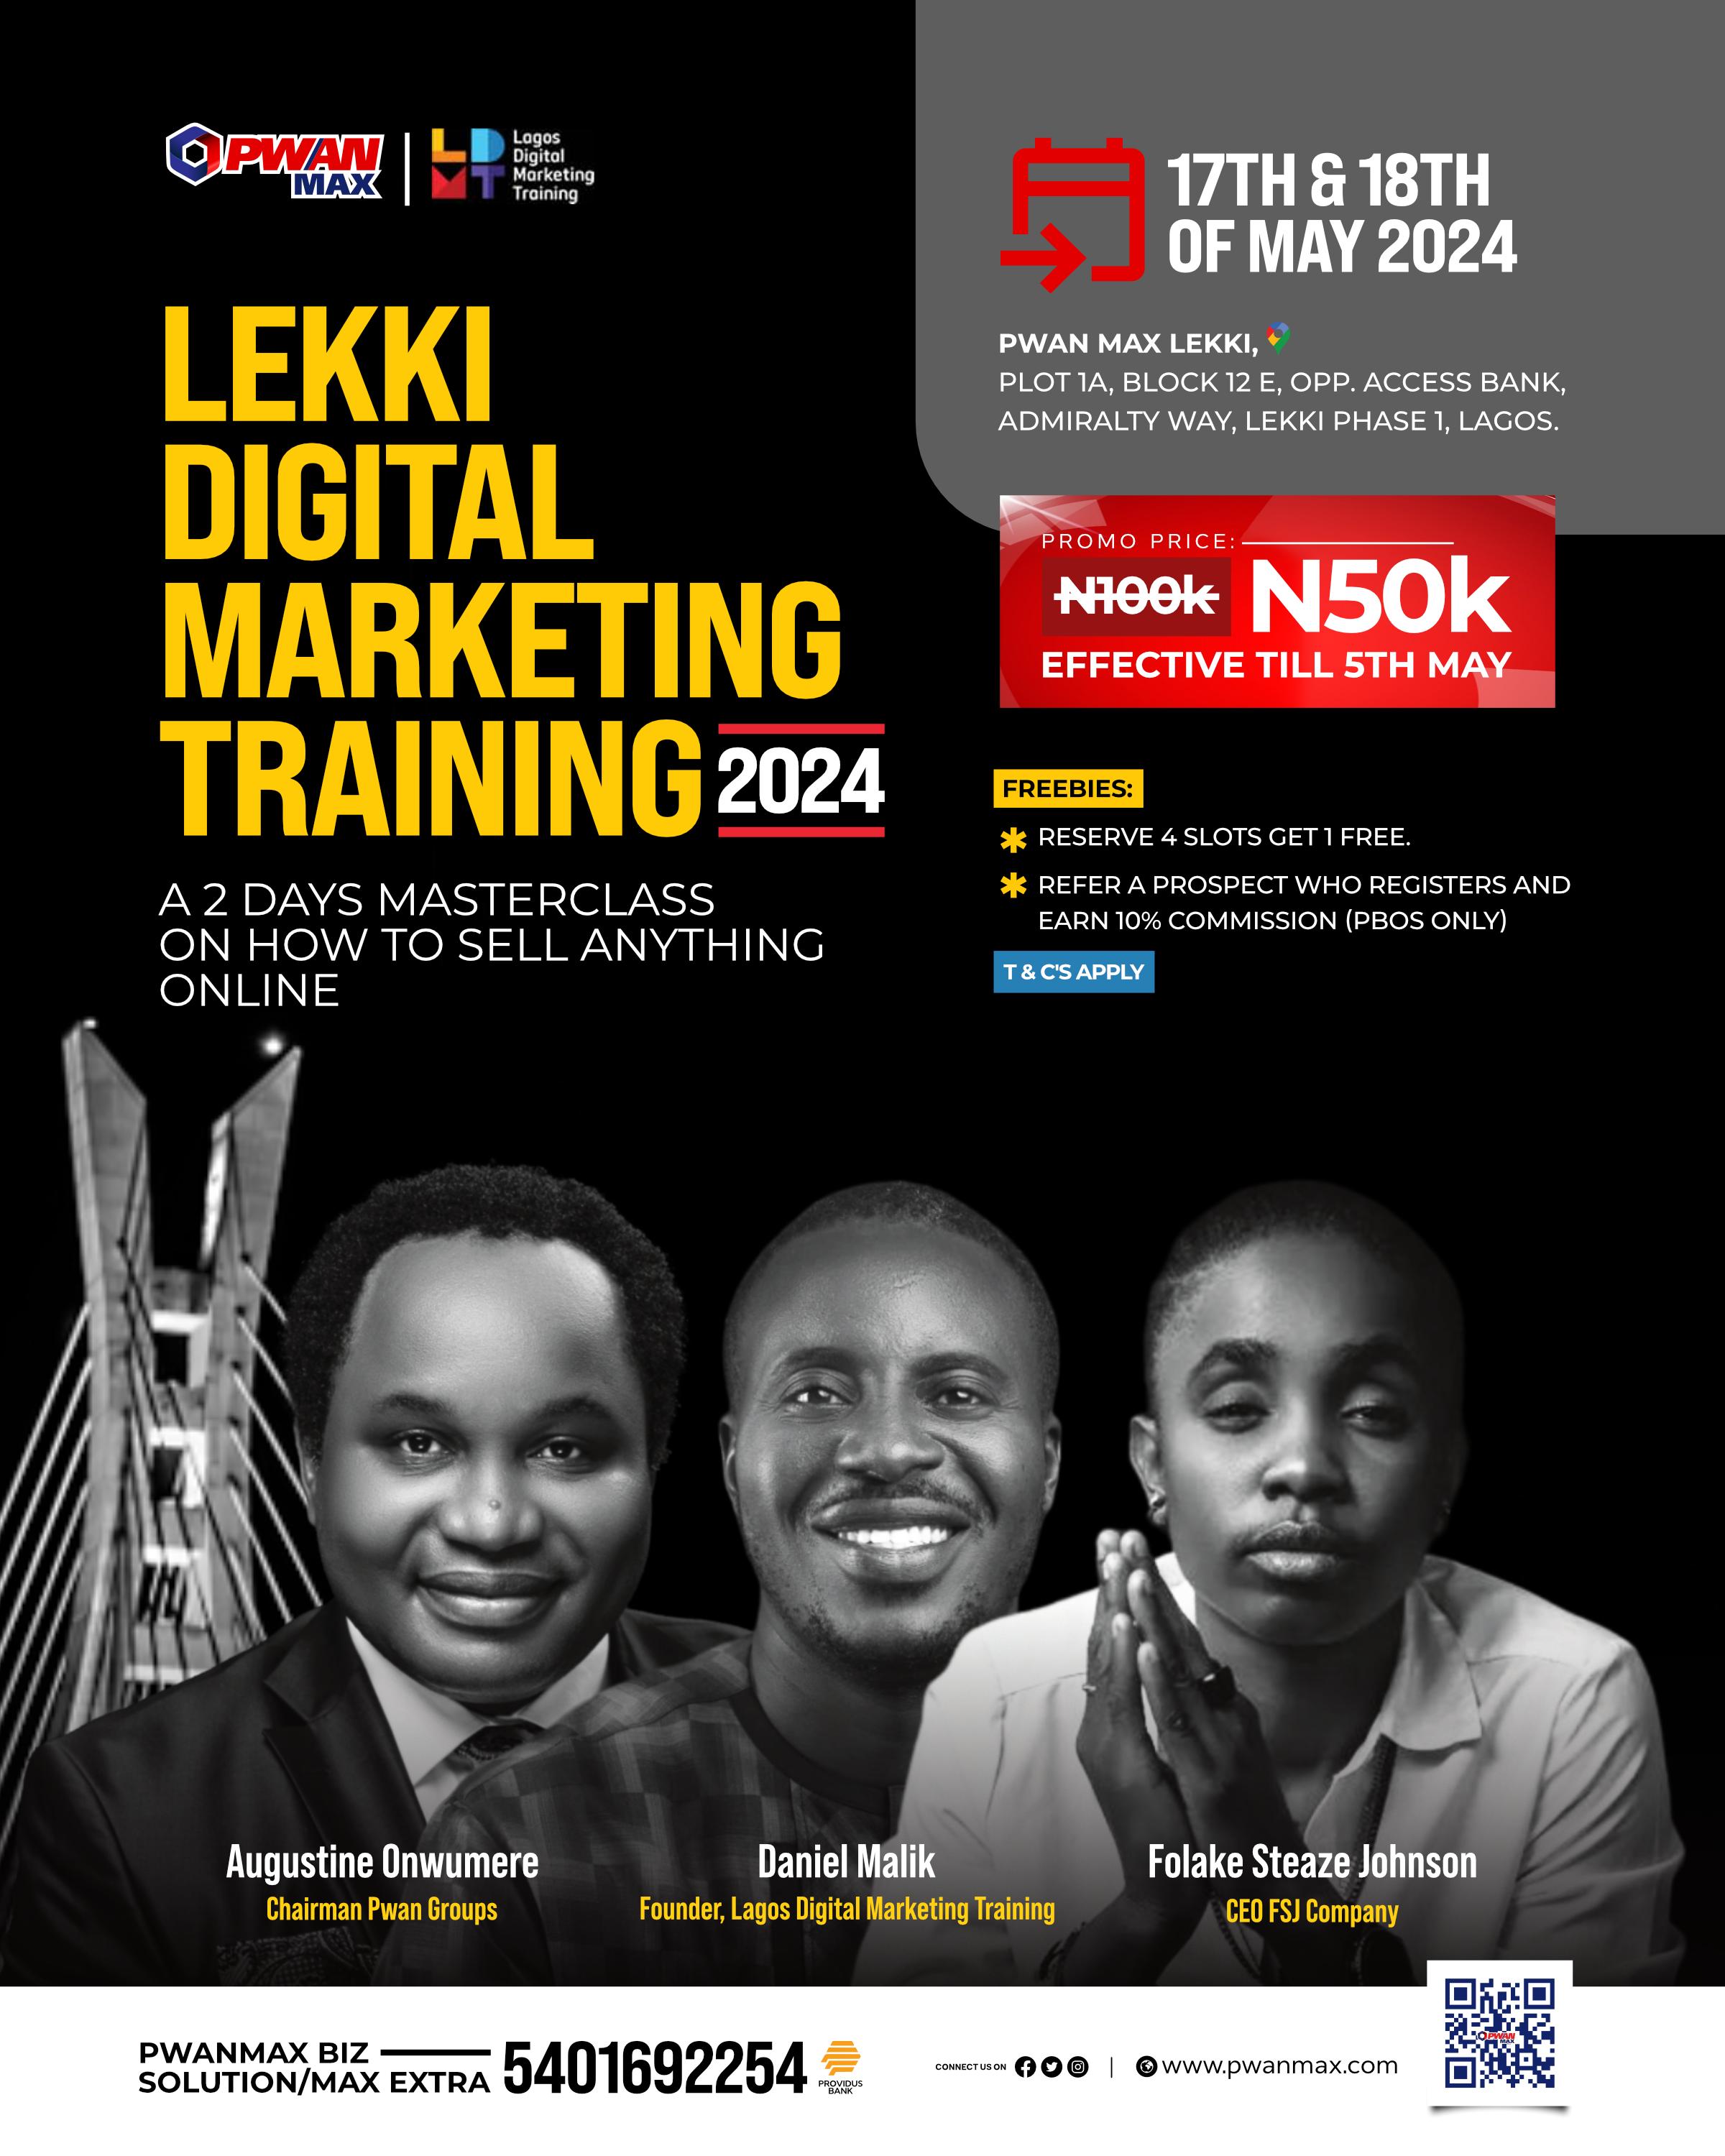 PWAN
MAX
LDMT
Lagos
Digital
Marketing
Training
17TH & 18TH
OF MAY 2024
PWAN MAX LEKKI,
PLOT 1A, BLOCK 12 E, OPP. ACCESS BANK,
ADMIRALTY WAY, LEKKI PHASE 1, LAGOS.
LEKKI
DIGITAL
MARKETING
TRAINING 2024
A 2 DAYS MASTERCLASS
ON HOW TO SELL ANYTHING
ONLINE
PROMO PRICE:
N100k N50k
EFFECTIVE TILL 5TH MAY
FREEBIES:
RESERVE 4 SLOTS GET 1 FREE.
REFER A PROSPECT WHO REGISTERS AND
EARN 10% COMMISSION (PBOS ONLY)
T & C'S APPLY
Augustine Onwumere
Chairman Pwan Groups
Daniel Malik
Founder, Lagos Digital Marketing Training
Folake Steaze Johnson
CEO FSJ Company
PWANMAX BIZ
SOLUTION/MAX EXTRA
5401692254
PROVIDUS
BANK
CONNECT US ON
www.pwanmax.com
PWAN
MAX